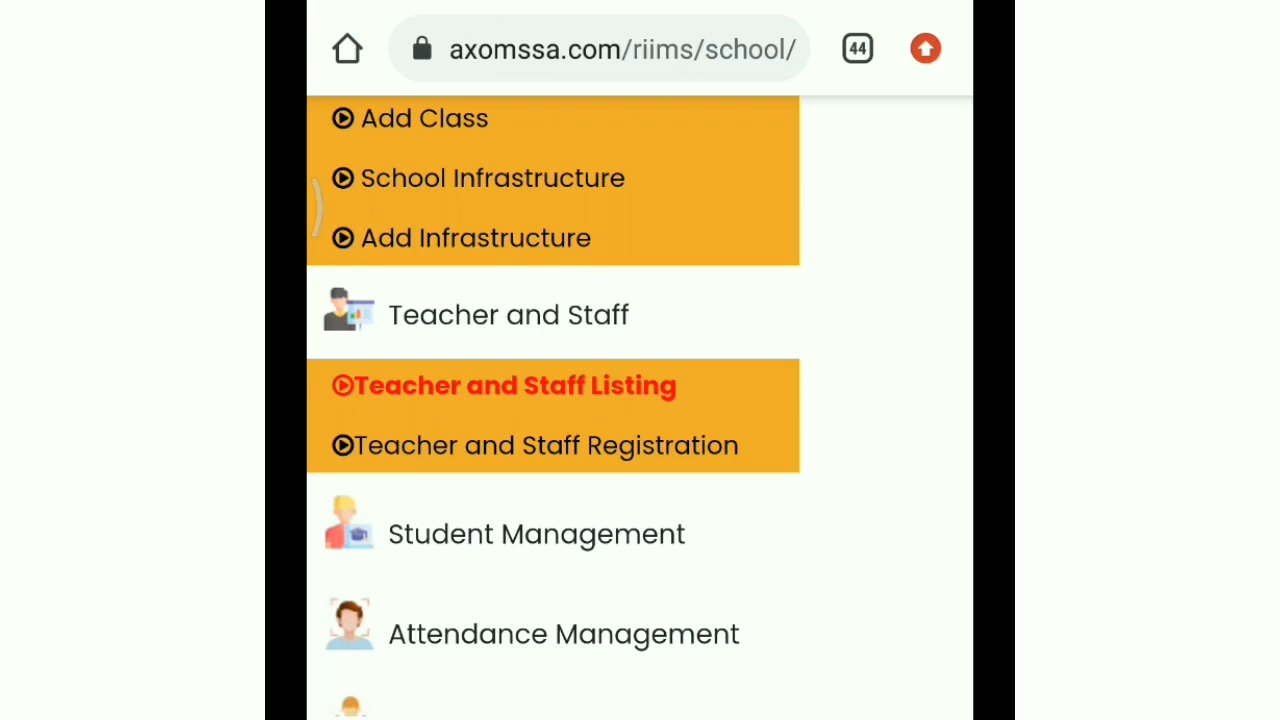 axomssa.com/riims/school/
44
Add Class
School Infrastructure
Add Infrastructure
Teacher and Staff
Teacher and Staff Listing
Teacher and Staff Registration
Student Management
Attendance Management